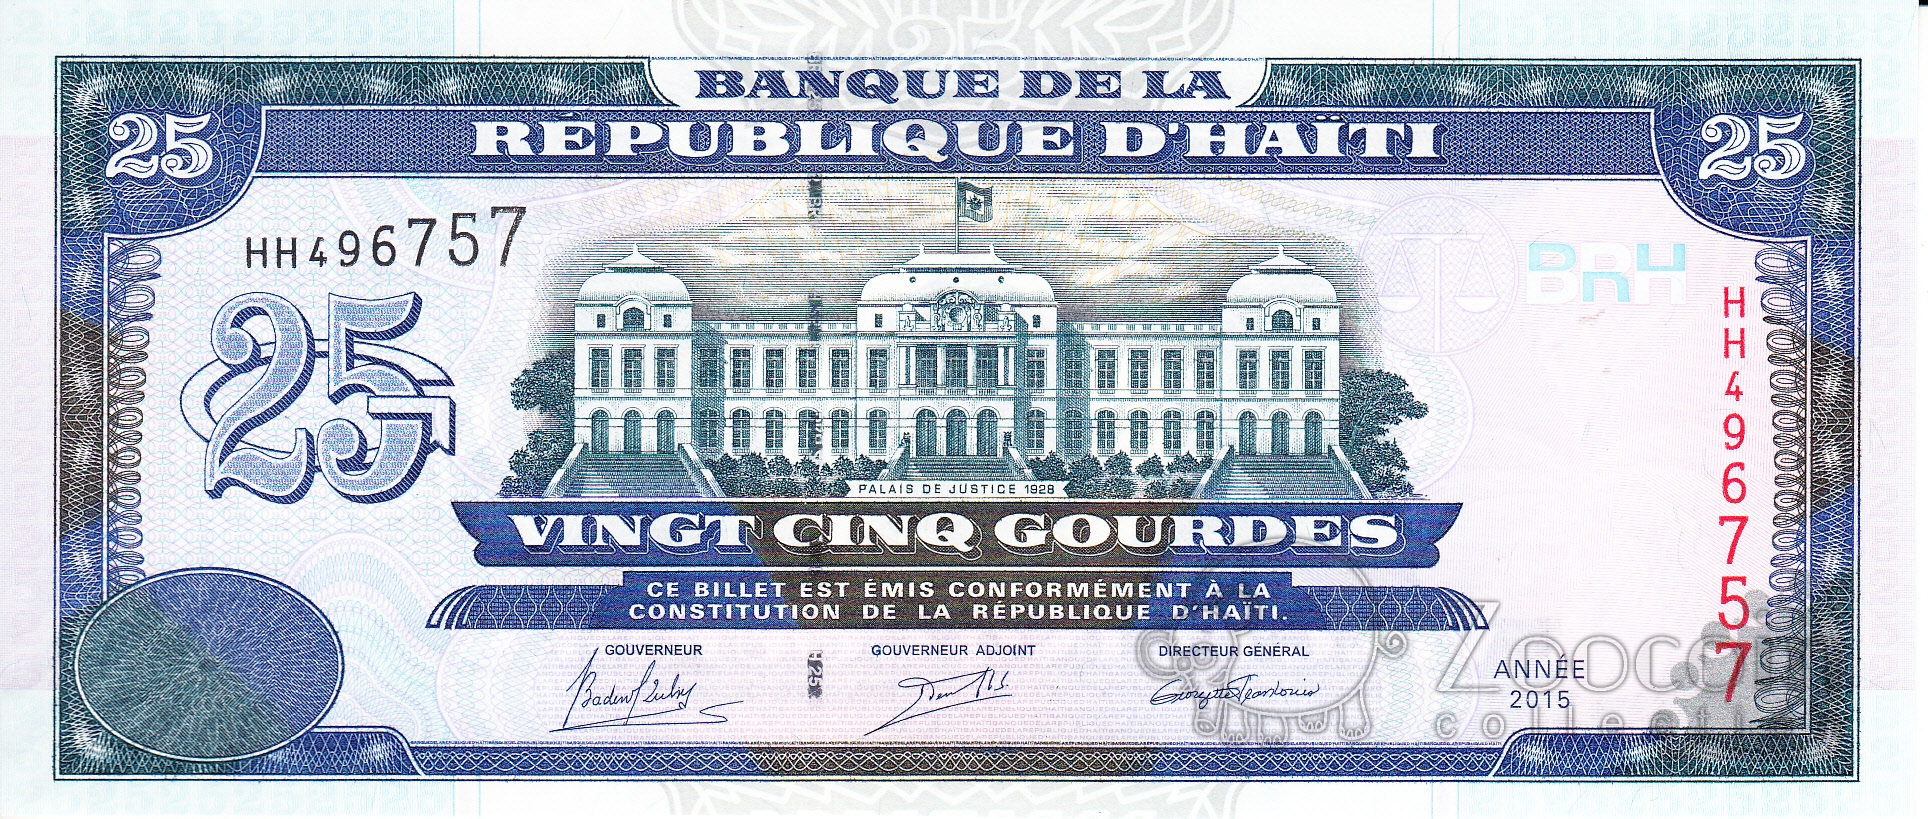 BANQUE DE LA
RÉPUBLIQUE D'HAÏTI
25
25
HH496757
BRH
25
HH496757
PALAIS DE JUSTICE 1928
VINGT CINQ GOURDES
CE BILLET EST ÉMIS CONFORMÉMENT À LA
CONSTITUTION DE LA RÉPUBLIQUE D'HAÏTI.
GOUVERNEUR
GOUVERNEUR ADJOINT
DIRECTEUR GÉNÉRAL
ANNÉE
2015